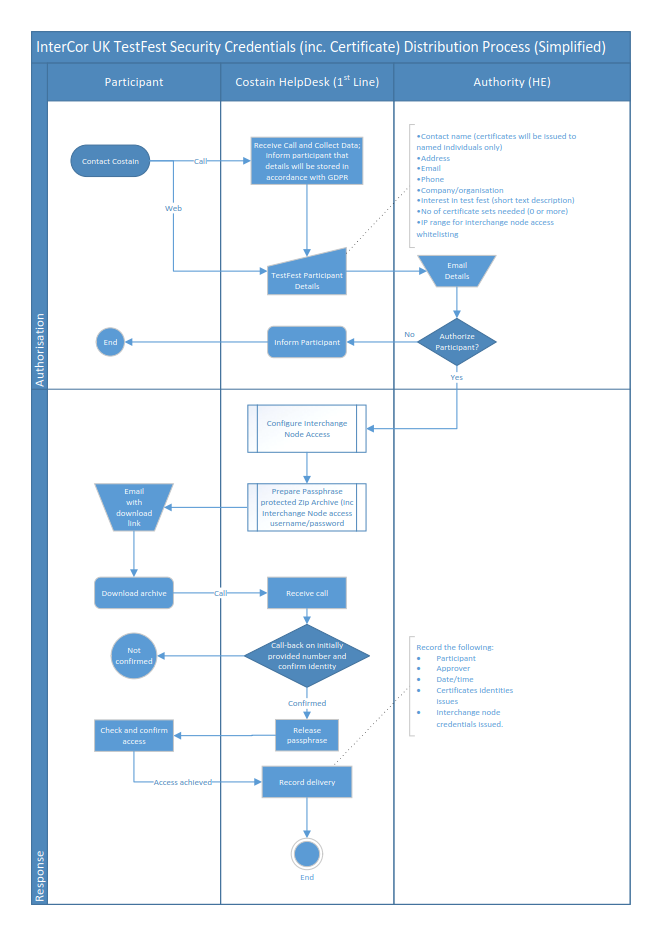 InterCor UK TestFest Security Credentials (inc. Certificate) Distribution Process (Simplified)
Participant
Costain HelpDesk (1st Line)
Authority (HE)
Authorisation
Contact Costain
Call
Receive Call and Collect Data;
inform participant that
details will be stored in
accordance with GDPR
•Contact name (certificates will be issued to
named individuals only)
•Address
•Email
•Phone
•Company/organisation
•Interest in test fest (short text description)
•No of certificate sets needed (0 or more)
•IP range for interchange node access
whitelisting
Web
TestFest Participant
Details
Email
Details
End
Inform Participant
No
Authorize
Participant?
Yes
Response
Configure Interchange
Node Access
Email
with
download
link
Prepare Passphrase
protected Zip Archive (inc
Interchange Node access
username/password
Download archive
Call
Receive call
Not
confirmed
Call-back on initially
provided number and
confirm identity
Record the following:
• Participant
• Approver
• Date/time
• Certificates identities
issues
• Interchange node
credentials issued.
Confirmed
Check and confirm
access
Release
passphrase
Access achieved
Record delivery
End